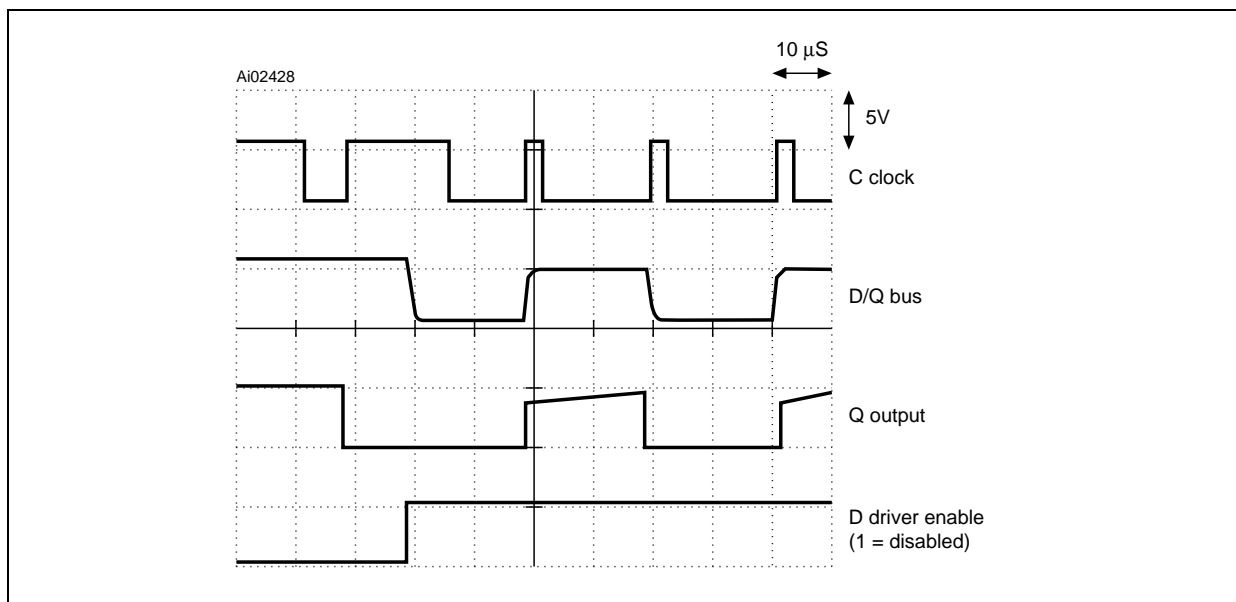 10 μS
Ai02428
5V
C clock
D/Q bus
Q output
D driver enable
(1 = disabled)